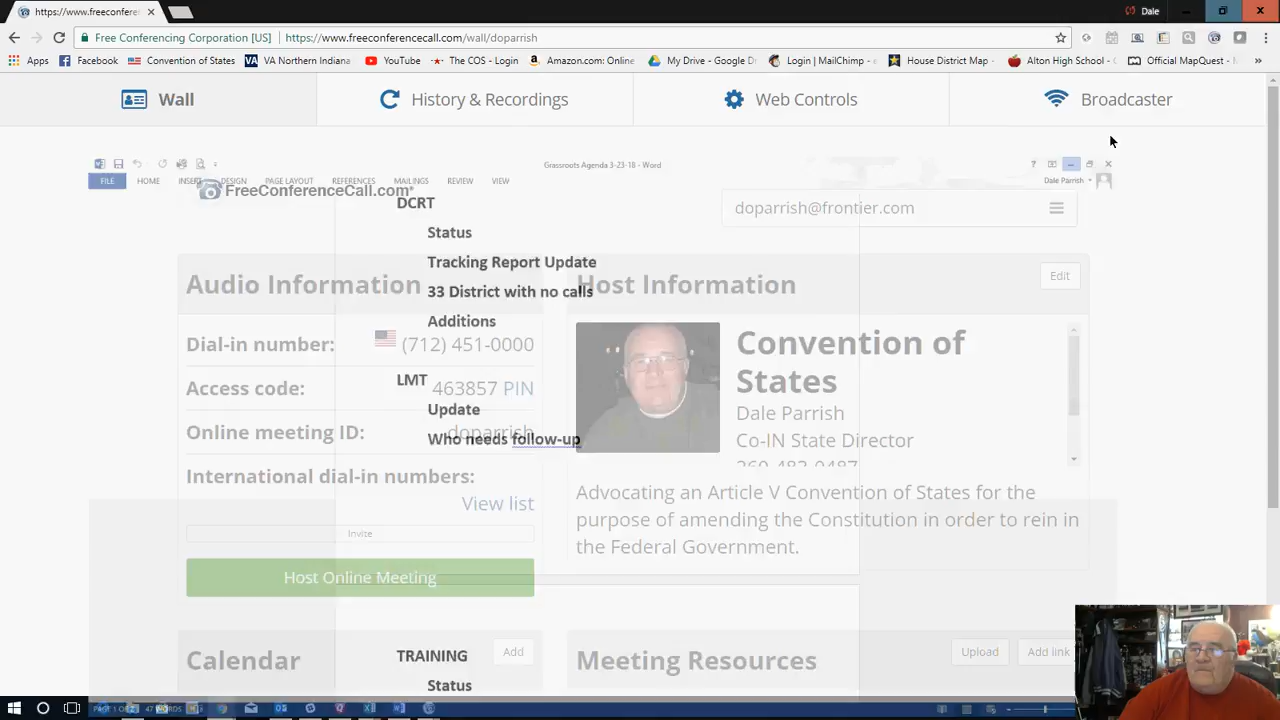 https://www.freeconferenc
Dale
Free Conferencing Corporation [US]
https://www.freeconferencecall.com/wall/doparrish
Apps
Facebook
Convention of States
VA Northern Indiana
YouTube
The COS - Login
Amazon.com: Online
My Drive - Google D
Login | MailChimp
House District Map -
Alton High School -
Official MapQuest -
»
Wall
History & Recordings
Web Controls
Broadcaster
Grassroots Agenda 3-23-18 - Word
FILE
HOME
INSERT
DESIGN
PAGE LAYOUT
REFERENCES
MAILINGS
REVIEW
VIEW
Dale Parrish
FreeConferenceCall.com®
doparrish@frontier.com
DCRT
Status
Tracking Report Update
33 District with no calls
Additions
LMT
Update
Who needs follow-up
TRAINING
Status
Audio Information
Dial-in number:
(712) 451-0000
Access code:
463857 PIN
Online meeting ID:
doparrish
International dial-in numbers:
View list
Invite
Host Online Meeting
Host Information
Edit
Convention of
States
Dale Parrish
Co-IN State Director
260-483-0487
Advocating an Article V Convention of States for the
purpose of amending the Constitution in order to rein in
the Federal Government.
Calendar
Add
Meeting Resources
Upload
Add link